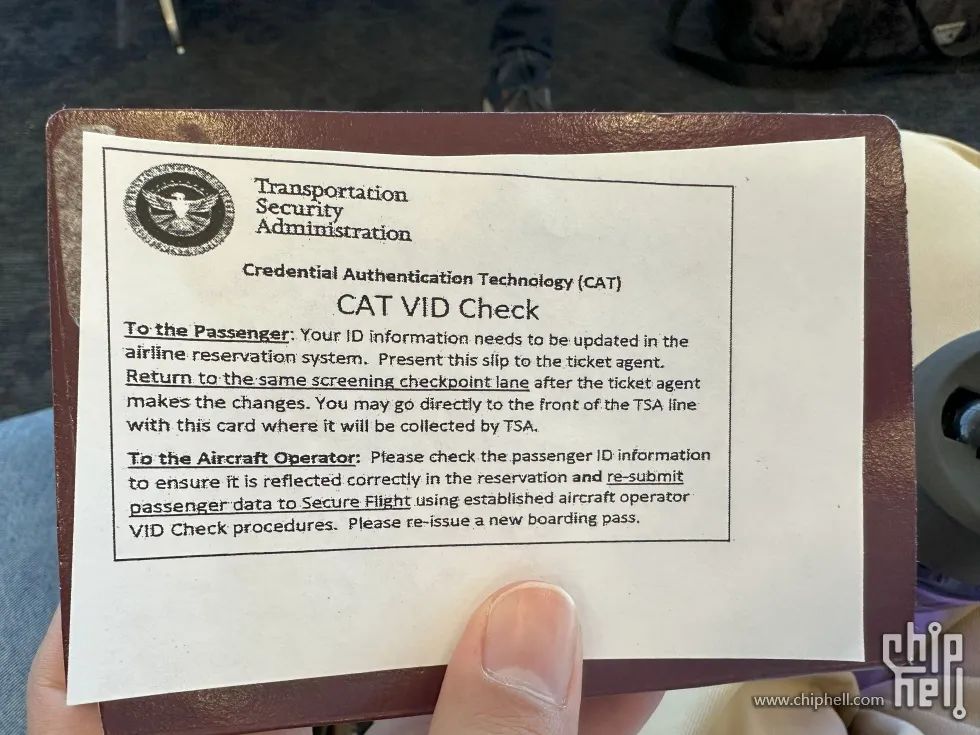 Transportation
Security
Administration
Credential Authentication Technology (CAT)
CAT VID Check
To the Passenger: Your ID information needs to be updated in the
airline reservation system. Present this slip to the ticket agent.
Return to the same screening checkpoint lane after the ticket agent
makes the changes. You may go directly to the front of the TSA line
with this card where it will be collected by TSA.
To the Aircraft Operator: Please check the passenger ID information
to ensure it is reflected correctly in the reservation and re-submit
passenger data to Secure Flight using established aircraft operator
VID Check procedures. Please re-issue a new boarding pass.
chip
hell
www.chiphell.com